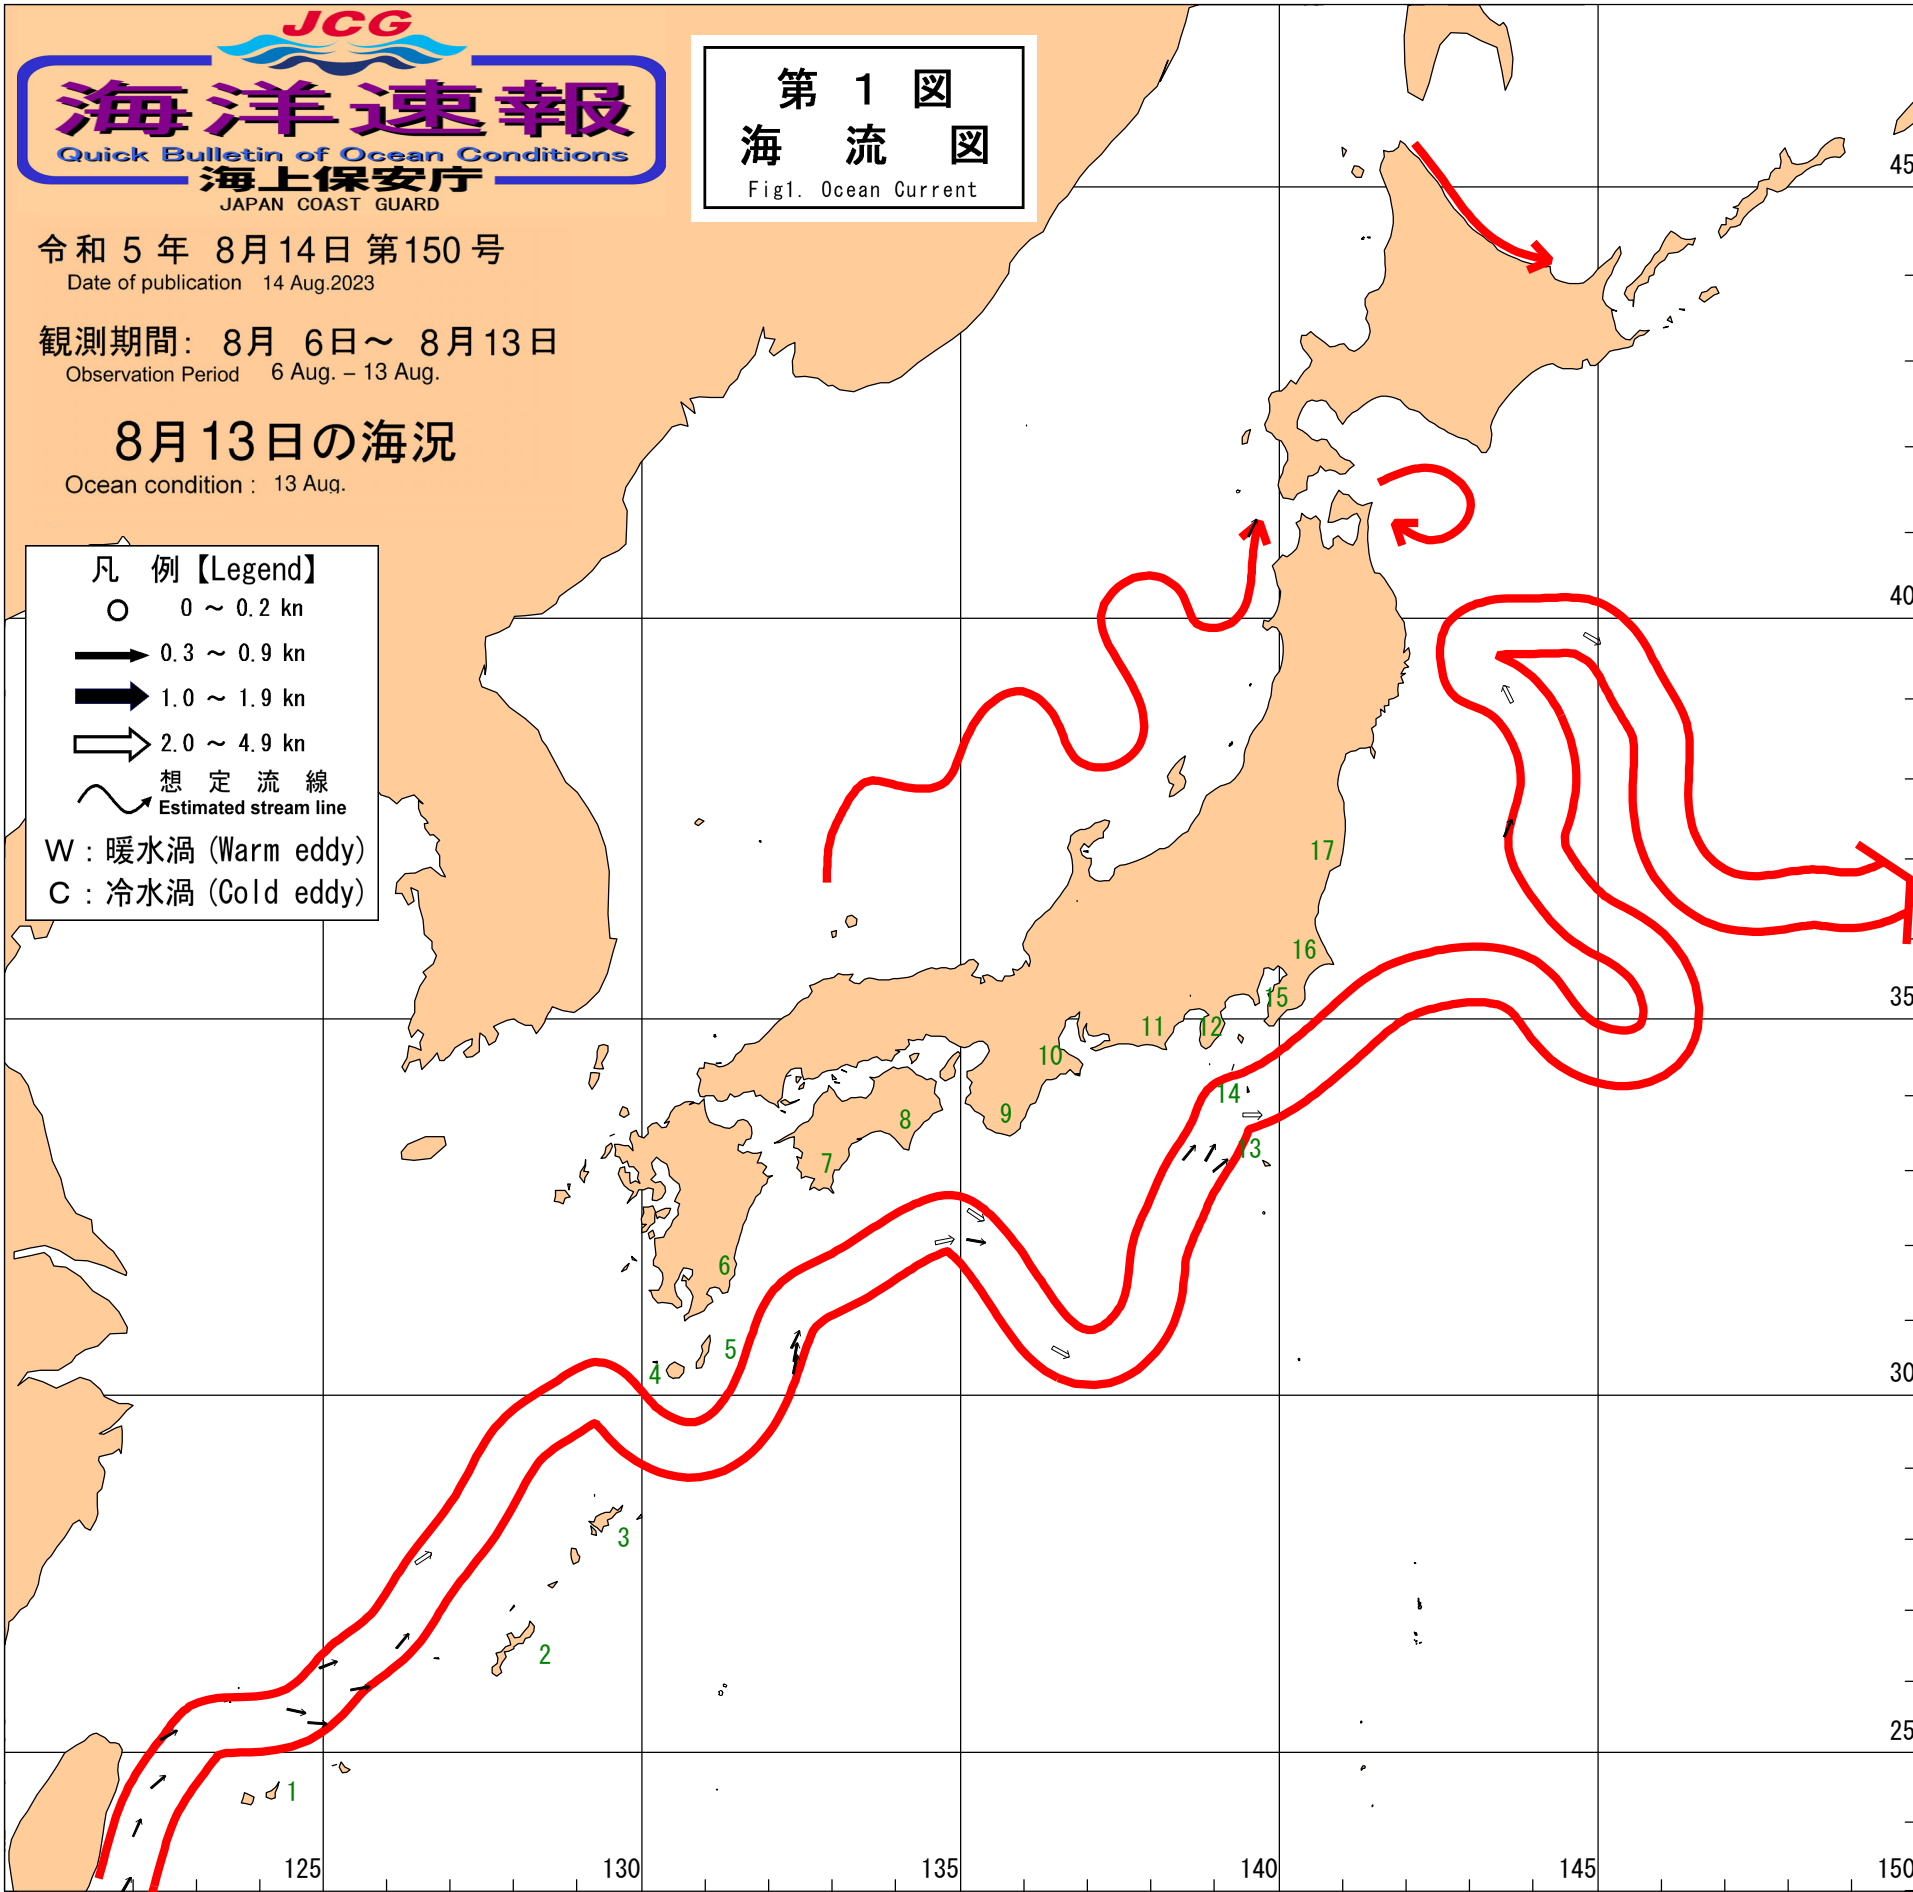 JCG
海洋速報
Quick Bulletin of Ocean Conditions
海上保安庁
JAPAN COAST GUARD
第 1 図
海 流 図
Fig1. Ocean Current
令和 5 年 8月14日 第150 号
Date of publication 14 Aug.2023
観測期間: 8月 6日～ 8月13日
Observation Period 6 Aug. – 13 Aug.
8月13日の海況
Ocean condition : 13 Aug.
凡 例【Legend】
0 ～ 0.2 kn
0.3 ～ 0.9 kn
1.0 ～ 1.9 kn
2.0 ～ 4.9 kn
想 定 流 線
Estimated stream line
W : 暖水渦 (Warm eddy)
C : 冷水渦 (Cold eddy)
45
40
17
16
35
15
12
11
10
14
9
8
13
7
6
5
4
30
3
2
25
1
125
130
135
140
145
150